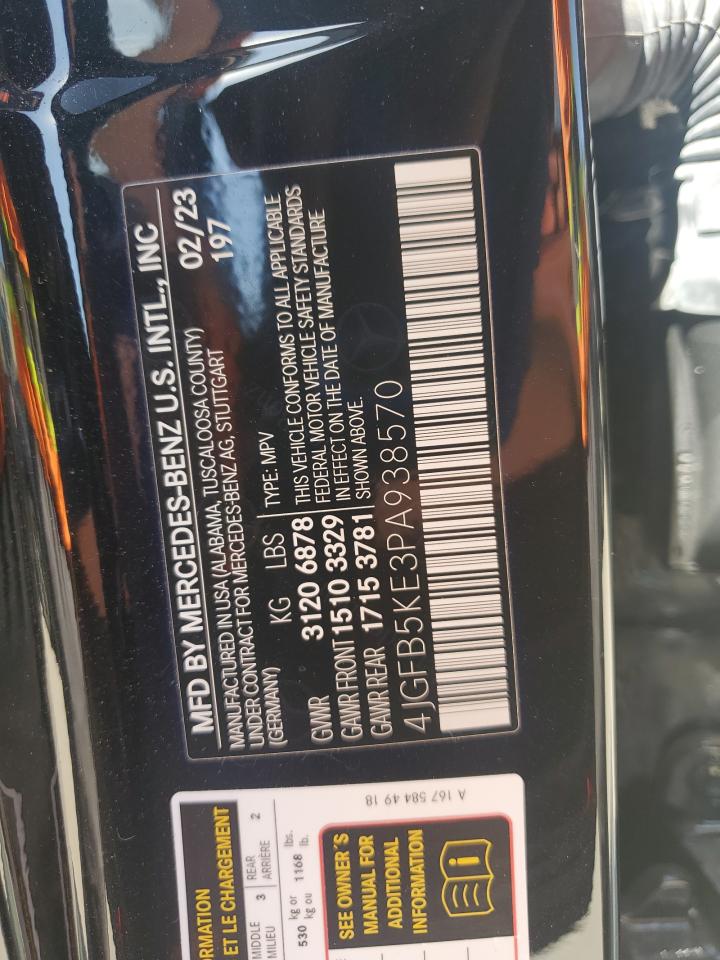 MFD BY MERCEDES-BENZ U.S. INTL., INC
MANUFACTURED IN USA (ALABAMA, TUSCALOOSA COUNTY) 02/23
UNDER CONTRACT FOR MERCEDES-BENZ AG, STUTTGART 197
(GERMANY) KG LBS TYPE: MPV
GVWR 3120 6878 THIS VEHICLE CONFORMS TO ALL APPLICABLE
GAWR FRONT 1510 3329 FEDERAL MOTOR VEHICLE SAFETY STANDARDS
GAWR REAR 1715 3781 IN EFFECT ON THE DATE OF MANUFACTURE
SHOWN ABOVE.
4JGFB5KE3PA938570
RMATION
ET LE CHARGEMENT
MIDDLE 3 REAR 2
MILIEU ARRIÈRE
530 kg or 1168 lbs.
kg ou lb.
SEE OWNER'S
MANUAL FOR
ADDITIONAL
INFORMATION
A 167 584 49 18